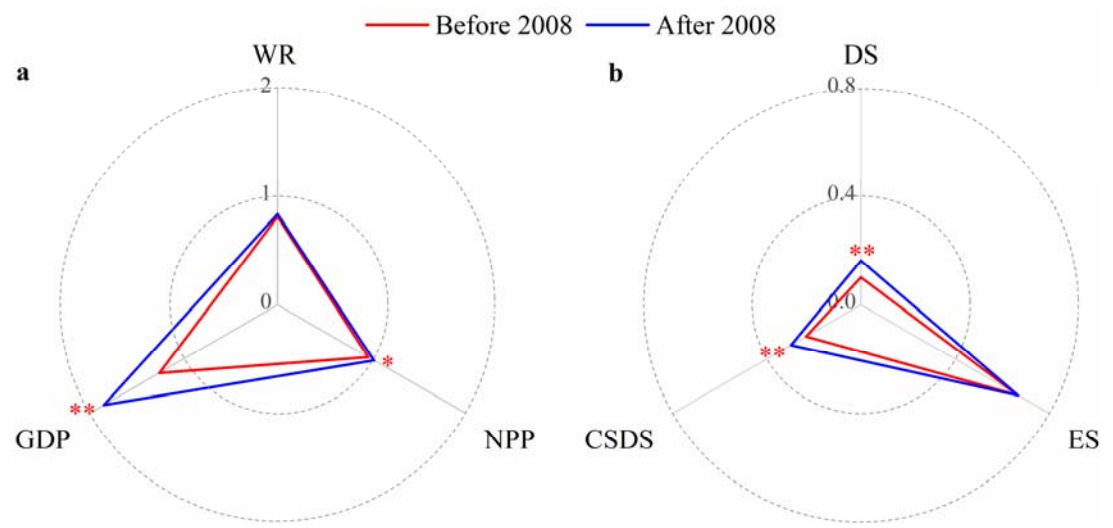 Before 2008 After 2008
a WR b DS
2 0.8
1 0.4
**
0 0.0
* **
**
GDP NPP CSDS ES